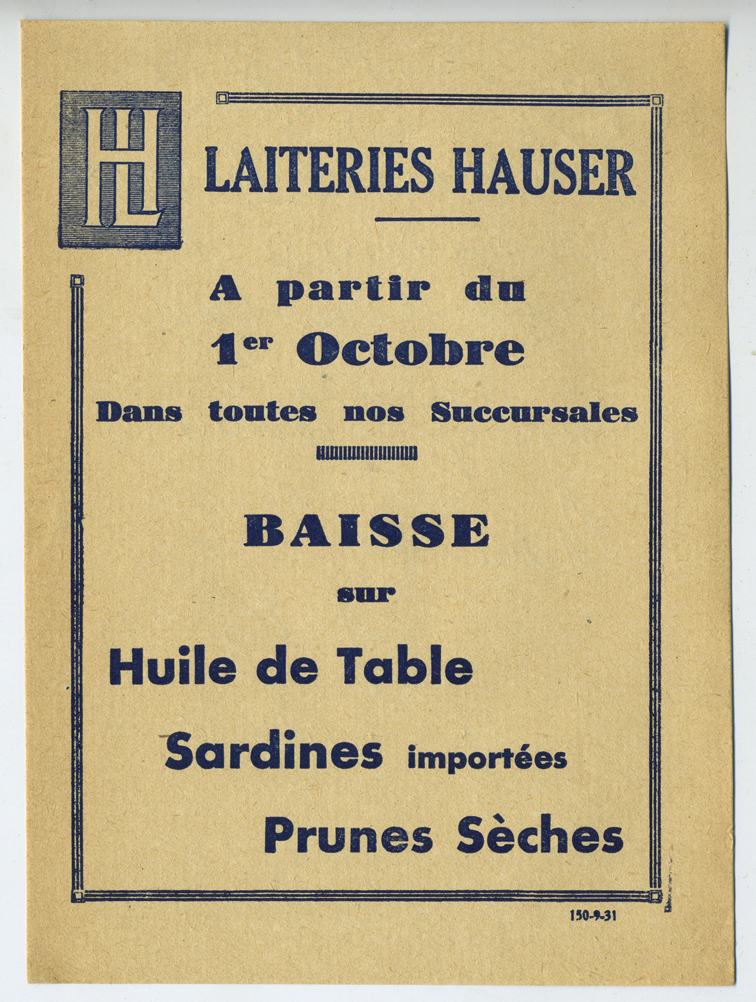 HL
LAITERIES HAUSER
A partir du
1er Octobre
Dans toutes nos Succursales
BAISSE
sur
Huile de Table
Sardines importées
Prunes Sèches
150-9-31